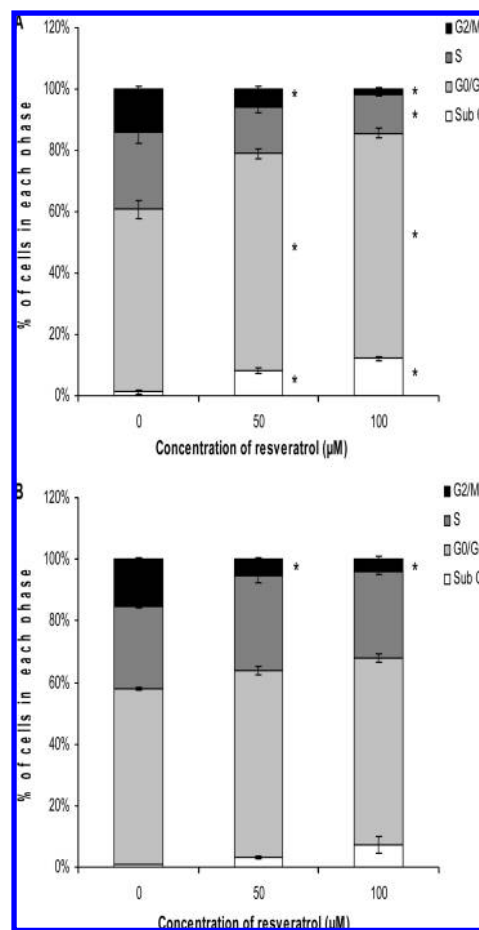 A
120%
100%
80%
60%
40%
20%
0%
% of cells in each phase
G2/M
S
G0/G
Sub G
*
*
*
*
*
*
*
0 50 100
Concentration of resveratrol (µM)
B
120%
100%
80%
60%
40%
20%
0%
% of cells in each phase
G2/M
S
G0/G
Sub G
*
*
0 50 100
Concentration of resveratrol (µM)